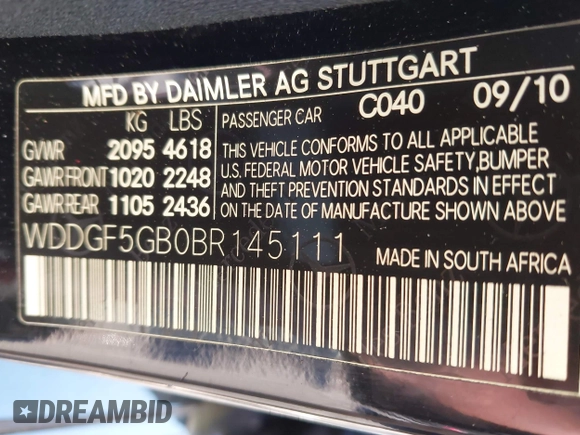 MFD BY DAIMLER AG STUTTGART
KG LBS PASSENGER CAR C040 09/10
GVWR 2095 4618 THIS VEHICLE CONFORMS TO ALL APPLICABLE
U.S. FEDERAL MOTOR VEHICLE SAFETY,BUMPER
GAWR FRONT 1020 2248 AND THEFT PREVENTION STANDARDS IN EFFECT
GAWR REAR 1105 2436 ON THE DATE OF MANUFACTURE SHOWN ABOVE.
WDDGF5GB0BR145111
MADE IN SOUTH AFRICA
DREAMBID